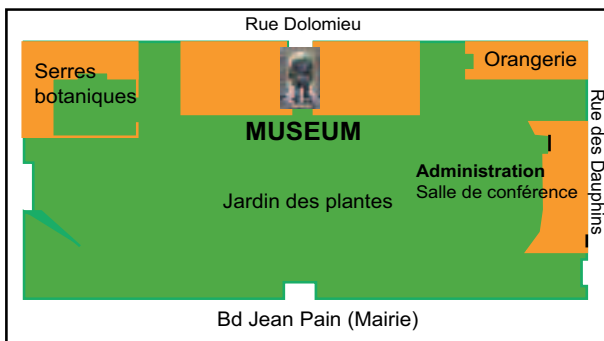 Rue Dolomieu
Serres
botaniques
Orangerie
MUSEUM
Rue des Dauphins
Administration
Salle de conférence
Jardin des plantes
Bd Jean Pain (Mairie)